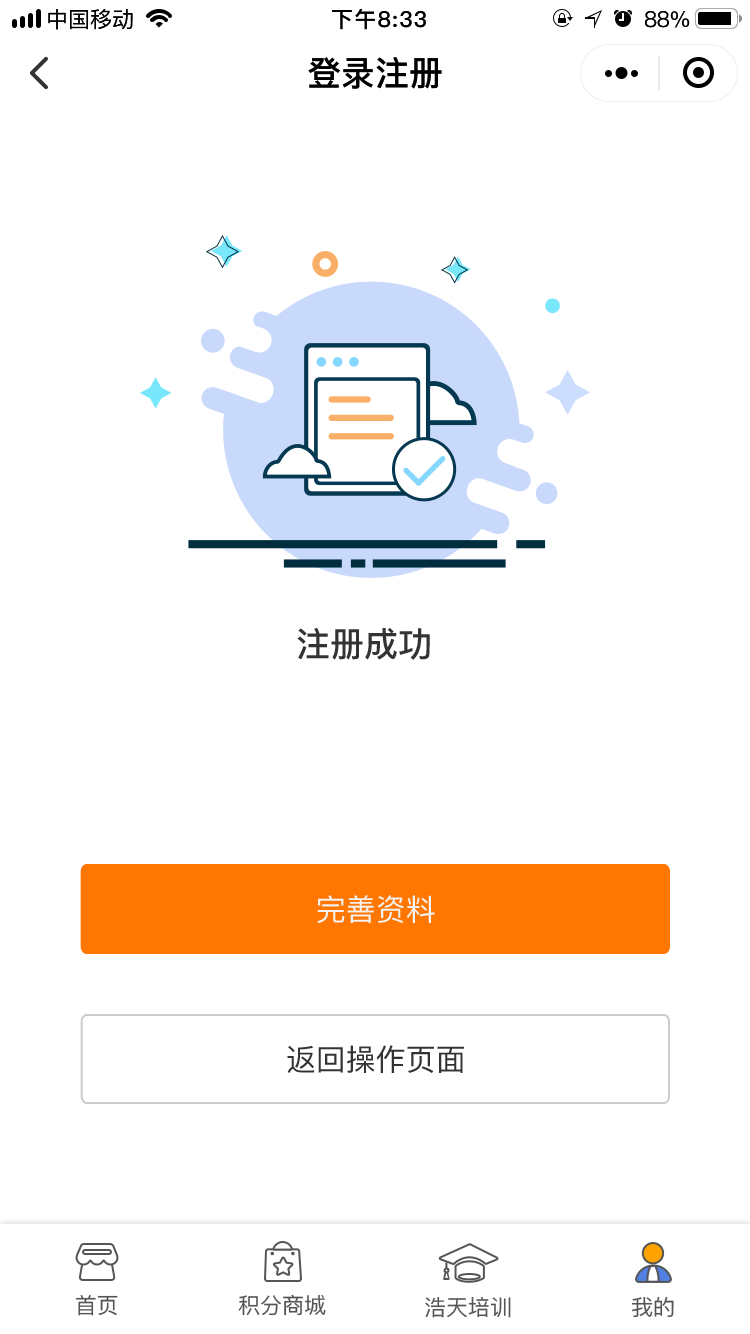 中国移动 下午8:33 88%
登录注册
注册成功
完善资料
返回操作页面
首页 积分商城 浩天培训 我的